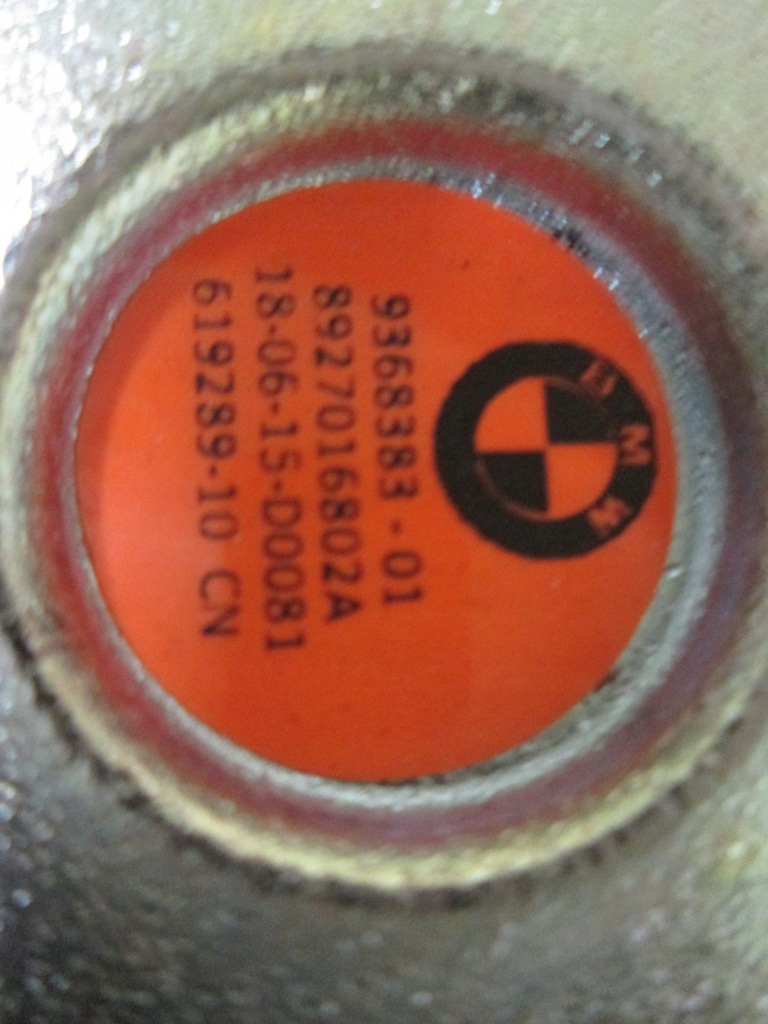 BMW
9368383 - 01
8927016802A
18-06-15-D0081
619289-10 CN